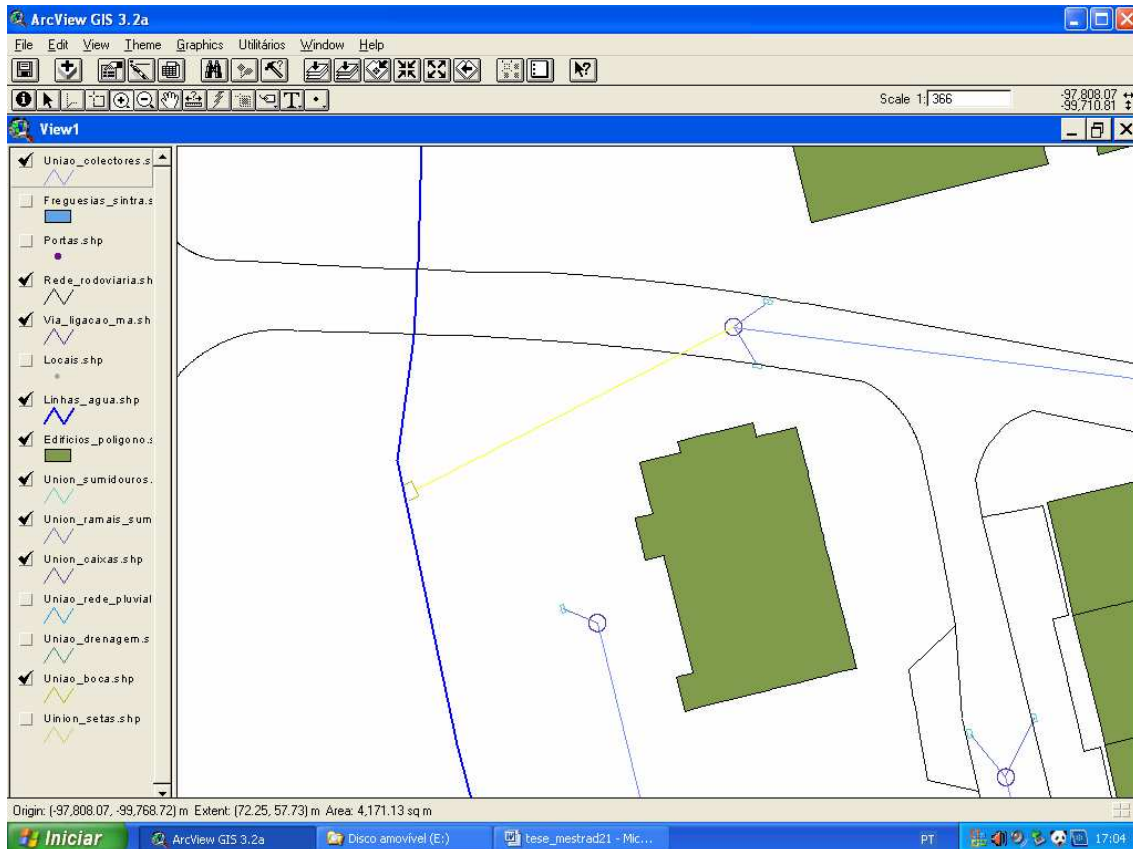 ArcView GIS 3.2a
File Edit View Theme Graphics Utilitários Window Help
Scale 1: 366
-97,808.07
-99,710.81
View1
Uniao_colectores.s
Freguesias_sintra.s
Portas.shp
Rede_rodoviaria.sh
Via_ligacao_ma.sh
Locais.shp
Linhas_agua.shp
Edificios_poligono.s
Union_sumidouros.
Union_ramais_sum
Union_caixas.shp
Uniao_rede_pluvial
Uniao_drenagem.s
Uniao_boca.shp
Uinion_setas.shp
Origin: (-97,808.07, -99,768.72) m Extent: (72.25, 57.73) m Area: 4,171.13 sq m
Iniciar ArcView GIS 3.2a Disco amovível (E:) tese_mestrad21 - Mic... PT 17:04